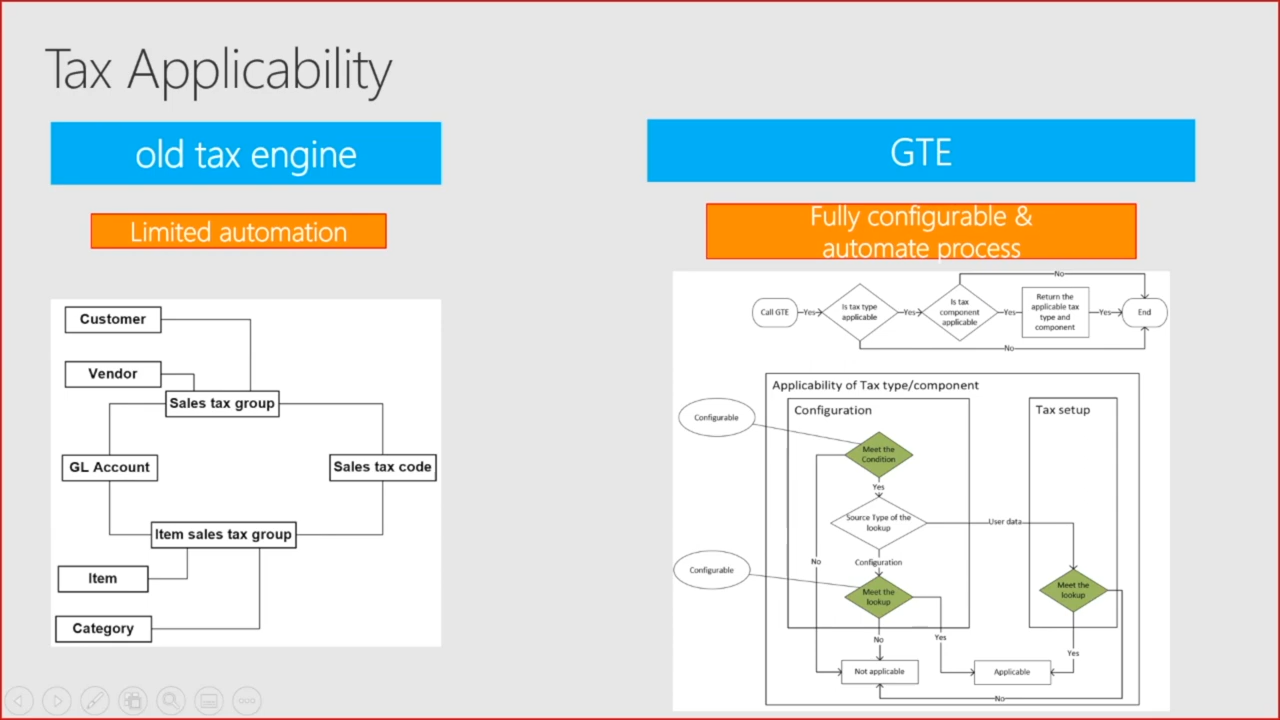 Tax Applicability
old tax engine
Limited automation
Customer
Vendor
Sales tax group
GL Account
Sales tax code
Item sales tax group
Item
Category
GTE
Fully configurable &
automate process
No
Call GTE
Yes
Is tax type
applicable
Yes
Is tax
component
applicable
Yes
Return the
applicable tax
type and
component
Yes
End
No
Applicability of Tax type/component
Configuration
Tax setup
Configurable
Meet the
Condition
Yes
Source Type of the
lookup
User data
No
Configuration
Configurable
Meet the
lookup
Meet the
lookup
No
Yes
Yes
Not applicable
Applicable
No